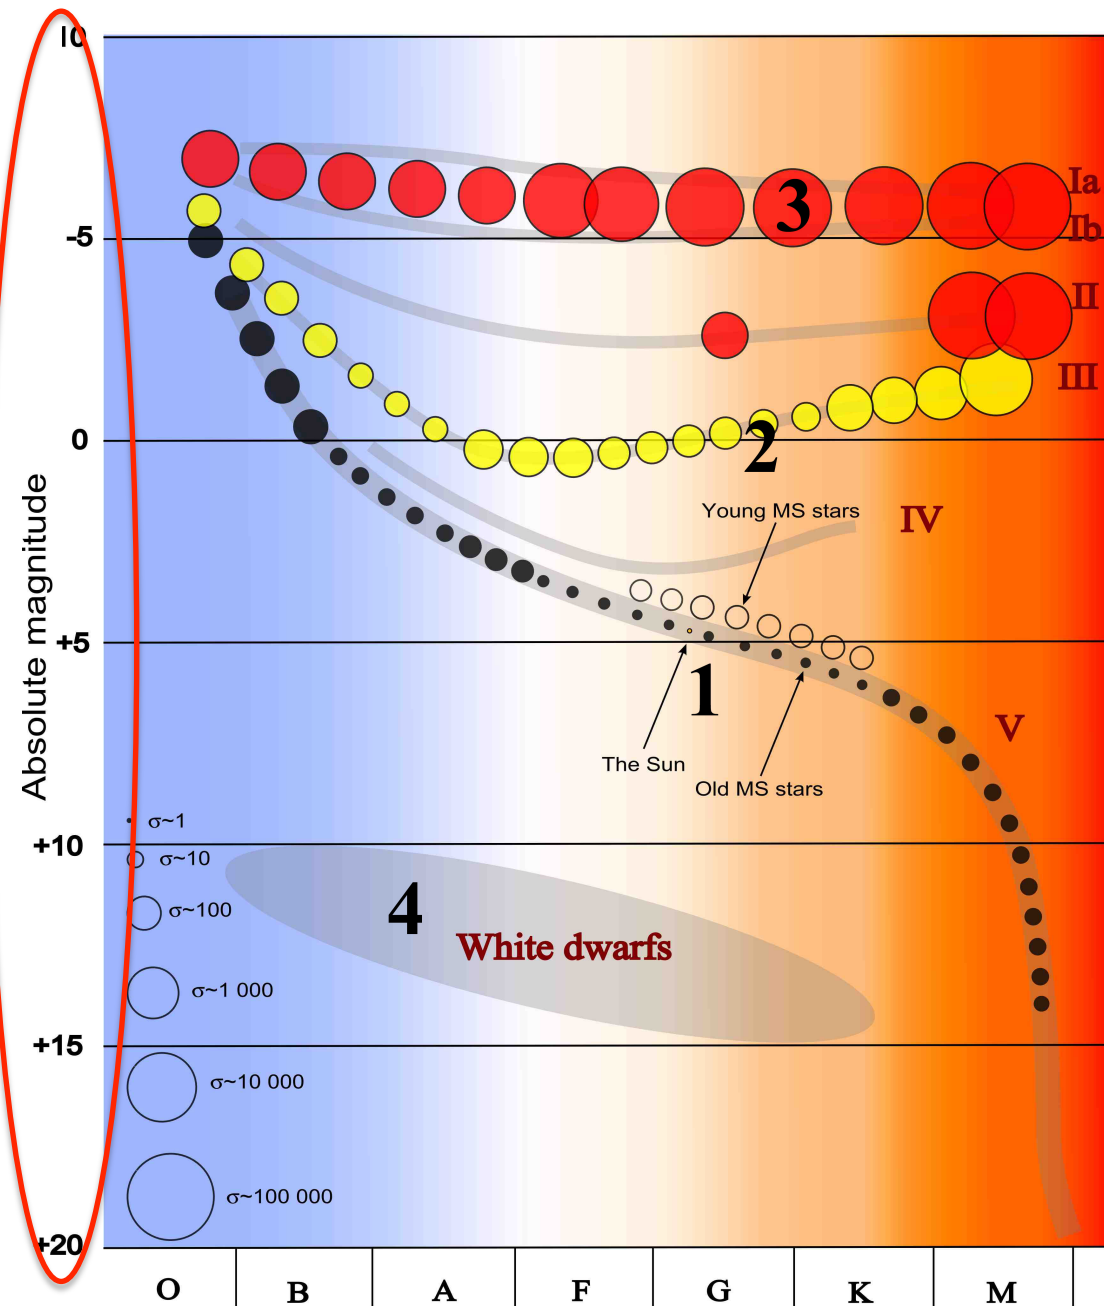 10
Ia
3
Ib
-5
II
III
0
2
Young MS stars
IV
Absolute magnitude
+5
1
V
The Sun
Old MS stars
σ~1
+10
σ~10
4
σ~100
White dwarfs
σ~1 000
+15
σ~10 000
σ~100 000
+20
O B A F G K M